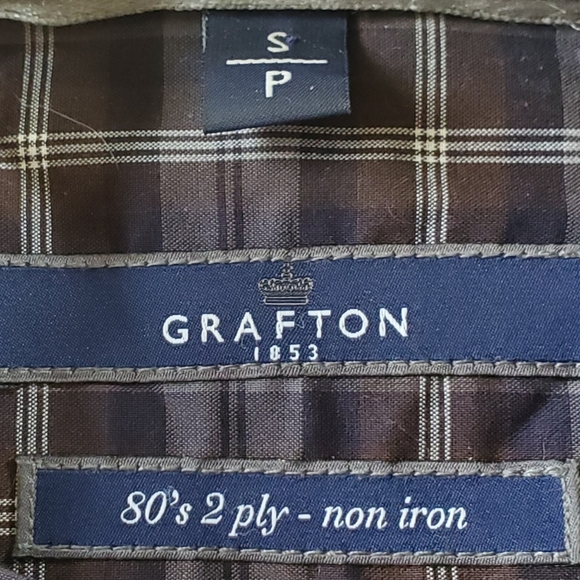 S
P
GRAFTON
1853
80's 2 ply - non iron